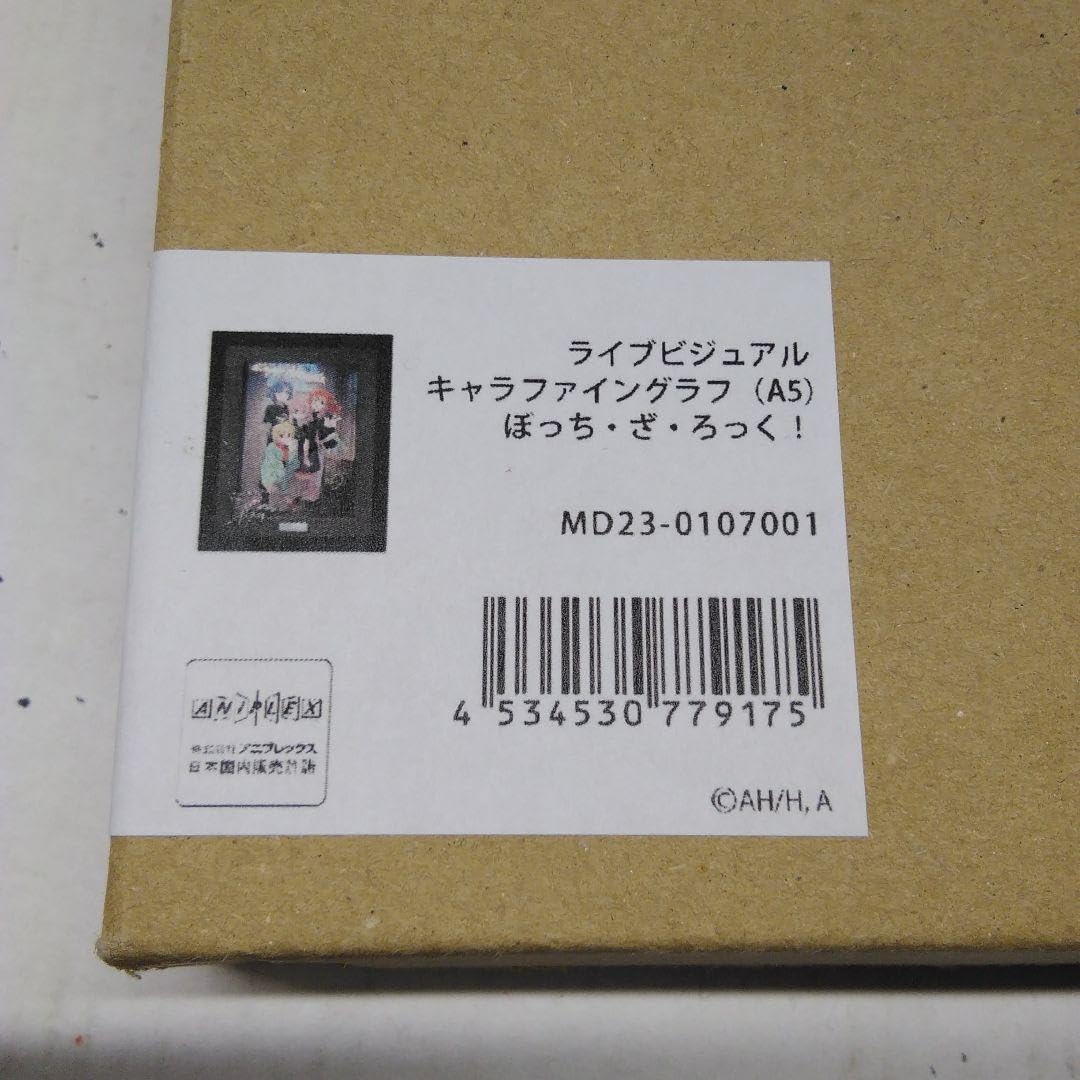 ライブビジュアル
キャラファイングラフ（A5）
ぼっち・ざ・ろっく！
MD23-0107001
4 534530 779175
ANIPLEX
株式会社アニプレックス
日本国内販売許諾
©AH/H, A